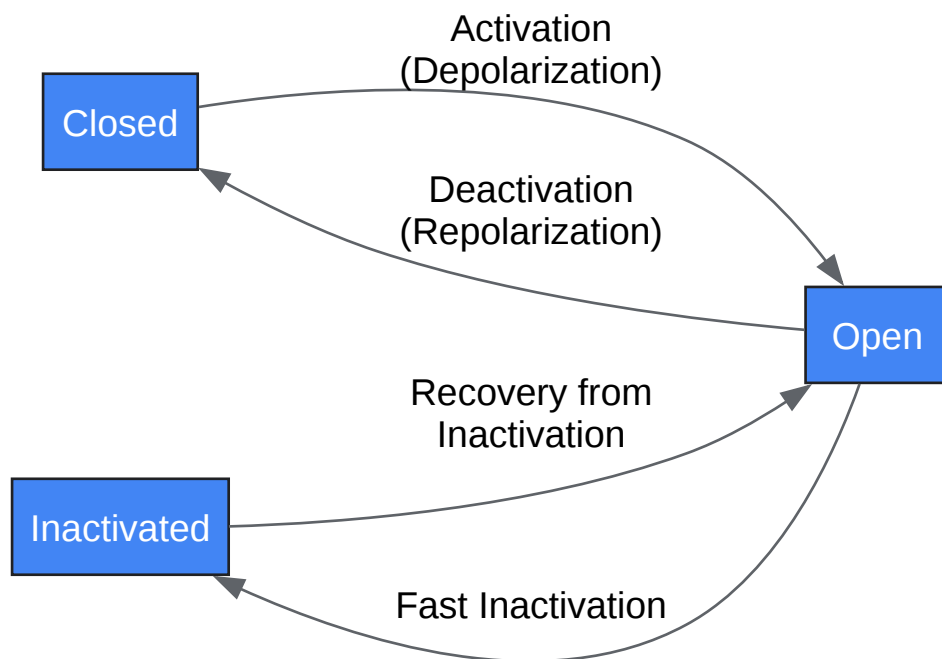 Activation
(Depolarization)
Closed
Deactivation
(Repolarization)
Open
Recovery from
Inactivation
Inactivated
Fast Inactivation